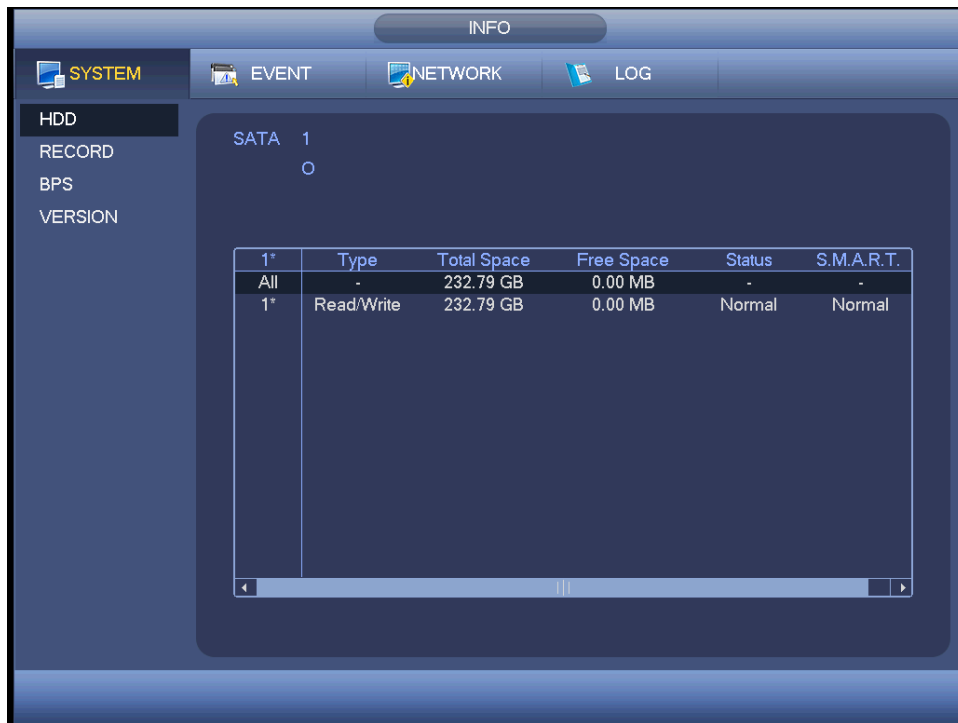 INFO
SYSTEM EVENT NETWORK LOG
HDD
RECORD
BPS
VERSION
SATA 1
O
1* Type Total Space Free Space Status S.M.A.R.T.
All - 232.79 GB 0.00 MB - -
1* Read/Write 232.79 GB 0.00 MB Normal Normal